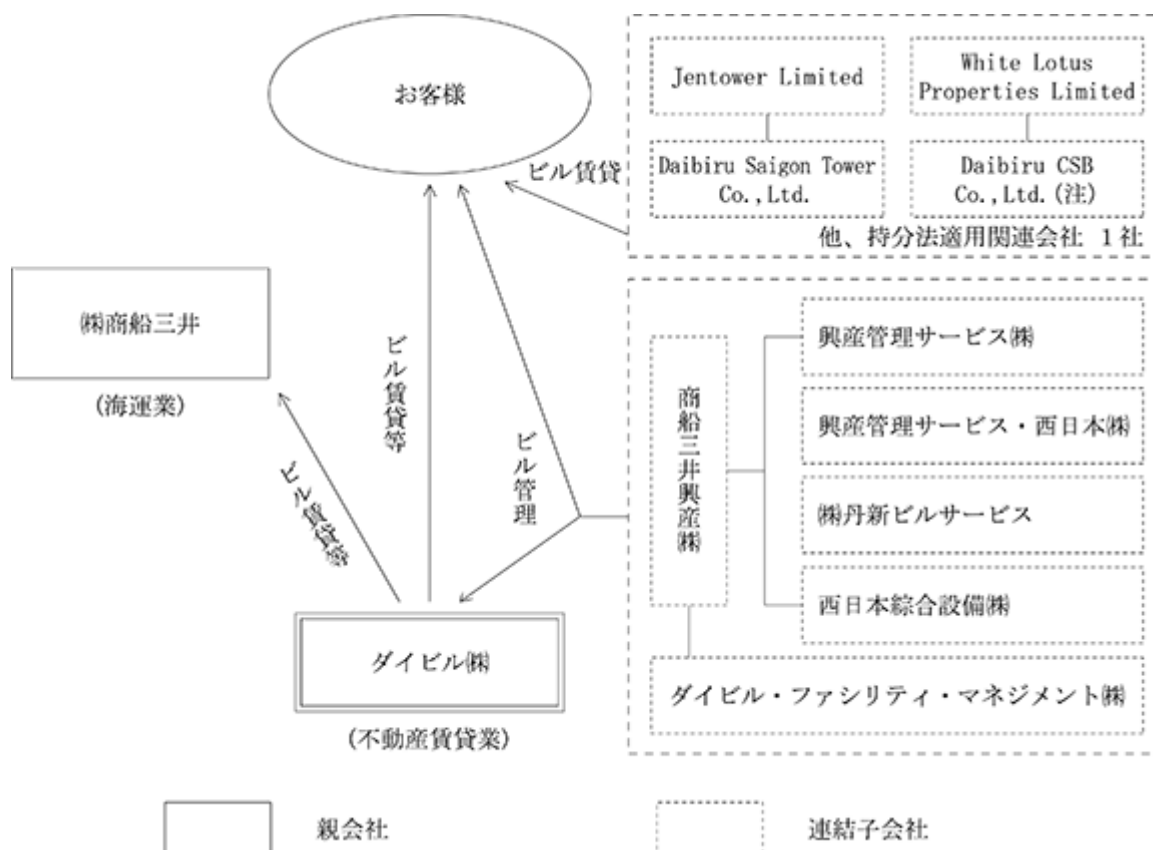 お客様
Jentower Limited
White Lotus
Properties Limited
ビル賃貸
Daibiru Saigon Tower
Co.,Ltd.
Daibiru CSB
Co.,Ltd.(注)
他、持分法適用関連会社 1社
㈱商船三井
(海運業)
ビル賃貸等
ビル賃貸等
ビル管理
商船三井興産㈱
興産管理サービス㈱
興産管理サービス・西日本㈱
㈱丹新ビルサービス
西日本綜合設備㈱
ダイビル㈱
(不動産賃貸業)
ダイビル・ファシリティ・マネジメント㈱
親会社
連結子会社